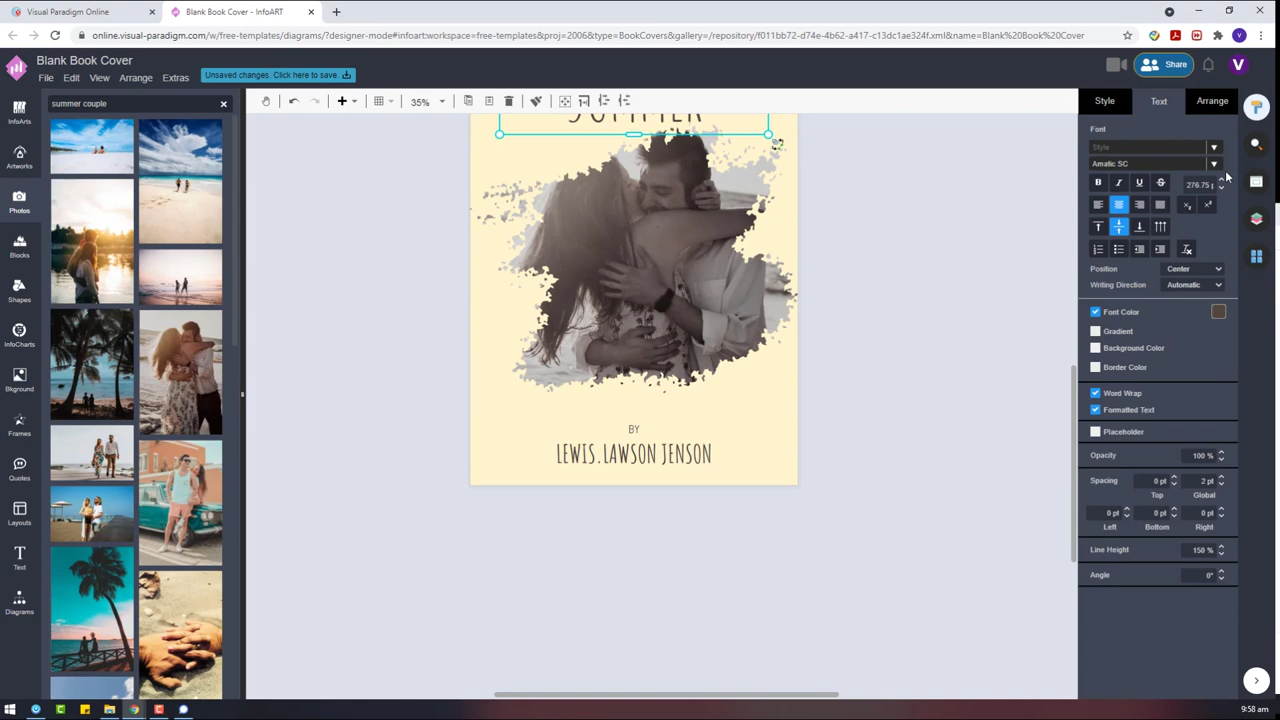 Visual Paradigm Online
Blank Book Cover - InfoART
online.visual-paradigm.com/w/free-templates/diagrams/?designer-mode#infoart:workspace=free-templates&proj=2006&type=BookCovers&gallery=/repository/f011bb72-d74e-4b62-a417-c13dc1ae324f.xml&name=Blank%20Book%20Cover
Blank Book Cover
File Edit View Arrange Extras
Unsaved changes. Click here to save
Share
V
summer couple
35%
Style Text Arrange
InfoArts
Artworks
Photos
Blocks
Shapes
InfoCharts
Bkground
Frames
Quotes
Layouts
Text
Diagrams
SUMMER
BY
LEWIS.LAWSON JENSON
Font
Style
Amatic SC
B I U S 276.75
Position Center
Writing Direction Automatic
Font Color
Gradient
Background Color
Border Color
Word Wrap
Formatted Text
Placeholder
Opacity 100 %
Spacing 0 pt 2 pt
Top Global
0 pt 0 pt 0 pt
Left Bottom Right
Line Height 150 %
Angle 0°
9:58 am